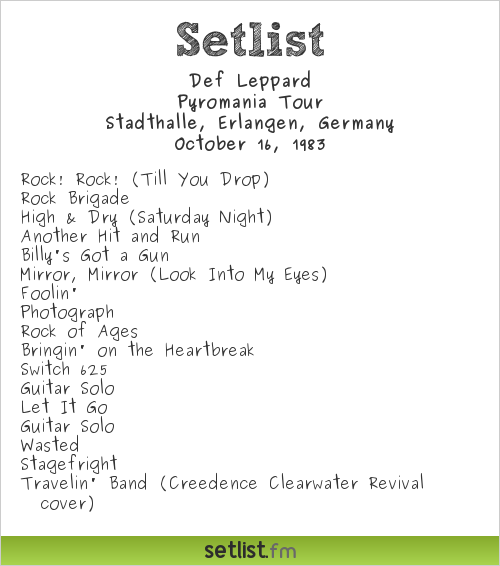 Setlist
Def Leppard
Pyromania Tour
Stadthalle, Erlangen, Germany
October 16, 1983
Rock! Rock! (Till You Drop)
Rock Brigade
High & Dry (Saturday Night)
Another Hit and Run
Billy's Got a Gun
Mirror, Mirror (Look Into My Eyes)
Foolin'
Photograph
Rock of Ages
Bringin' on the Heartbreak
Switch 625
Guitar Solo
Let It Go
Guitar Solo
Wasted
Stagefright
Travelin' Band (Creedence Clearwater Revival
cover)
setlist.fm